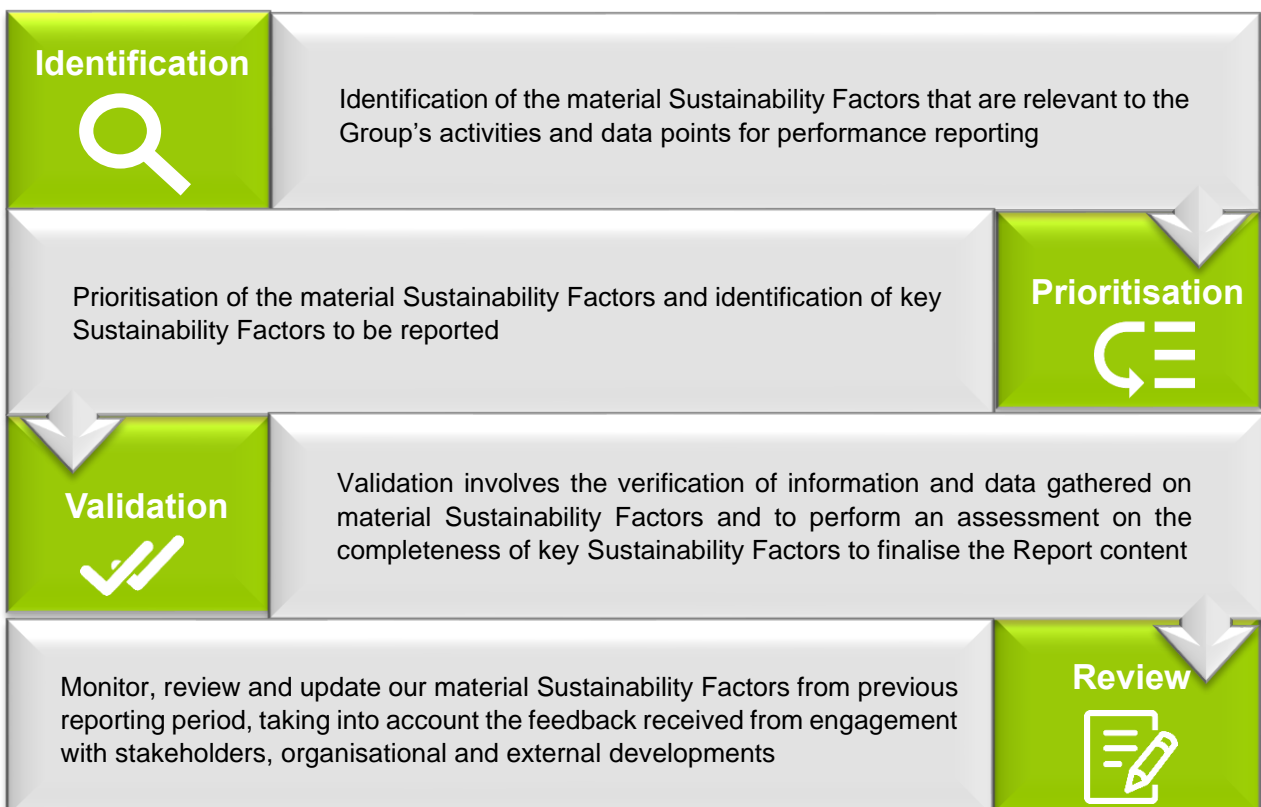 Identification
Identification of the material Sustainability Factors that are relevant to the
Group’s activities and data points for performance reporting
Prioritisation of the material Sustainability Factors and identification of key
Sustainability Factors to be reported
Prioritisation
Validation
Validation involves the verification of information and data gathered on
material Sustainability Factors and to perform an assessment on the
completeness of key Sustainability Factors to finalise the Report content
Monitor, review and update our material Sustainability Factors from previous
reporting period, taking into account the feedback received from engagement
with stakeholders, organisational and external developments
Review